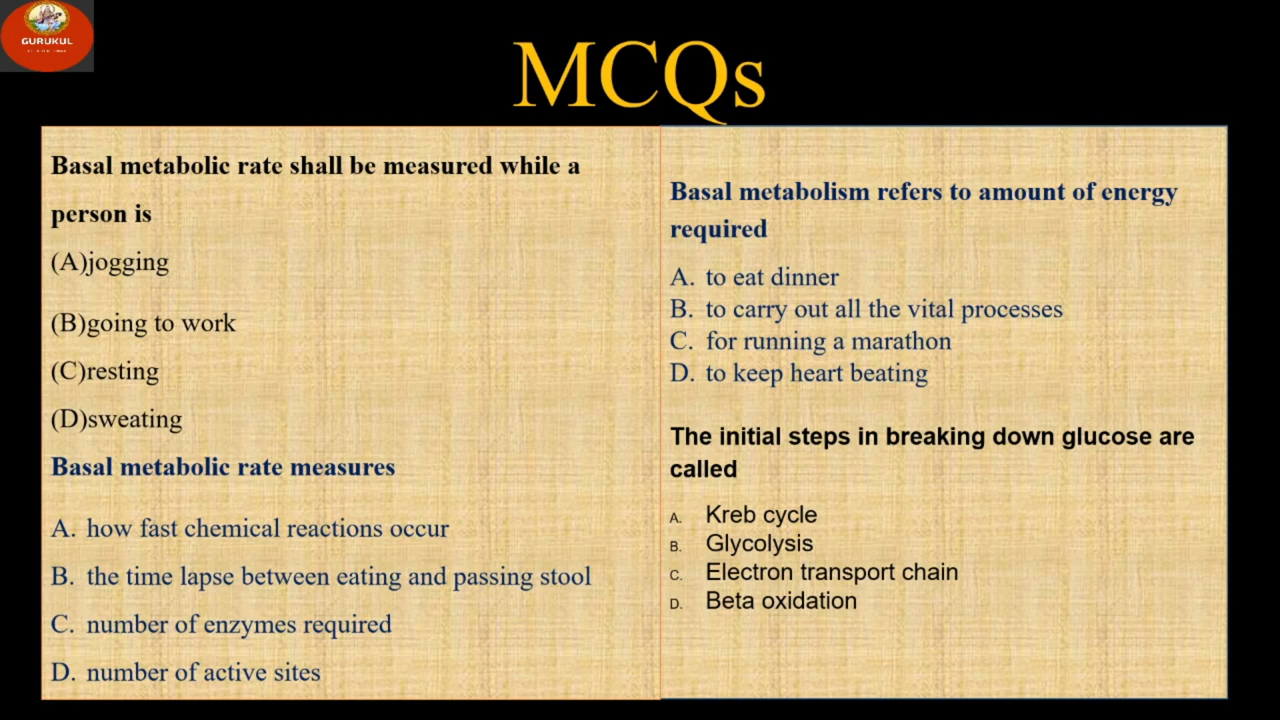 GURUKUL
MCQs
Basal metabolic rate shall be measured while a
person is
(A)jogging
(B)going to work
(C)resting
(D)sweating
Basal metabolic rate measures
A. how fast chemical reactions occur
B. the time lapse between eating and passing stool
C. number of enzymes required
D. number of active sites
Basal metabolism refers to amount of energy
required
A. to eat dinner
B. to carry out all the vital processes
C. for running a marathon
D. to keep heart beating
The initial steps in breaking down glucose are
called
A. Kreb cycle
B. Glycolysis
C. Electron transport chain
D. Beta oxidation